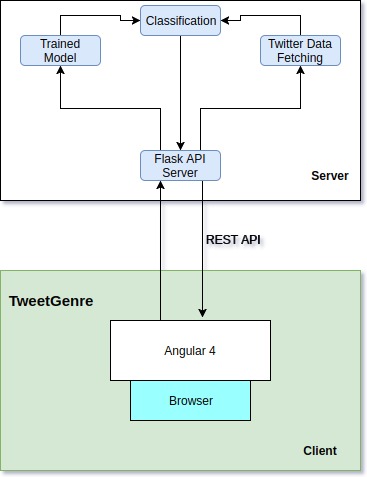 Classification
Trained
Model
Twitter Data
Fetching
Flask API
Server
Server
REST API
TweetGenre
Angular 4
Browser
Client